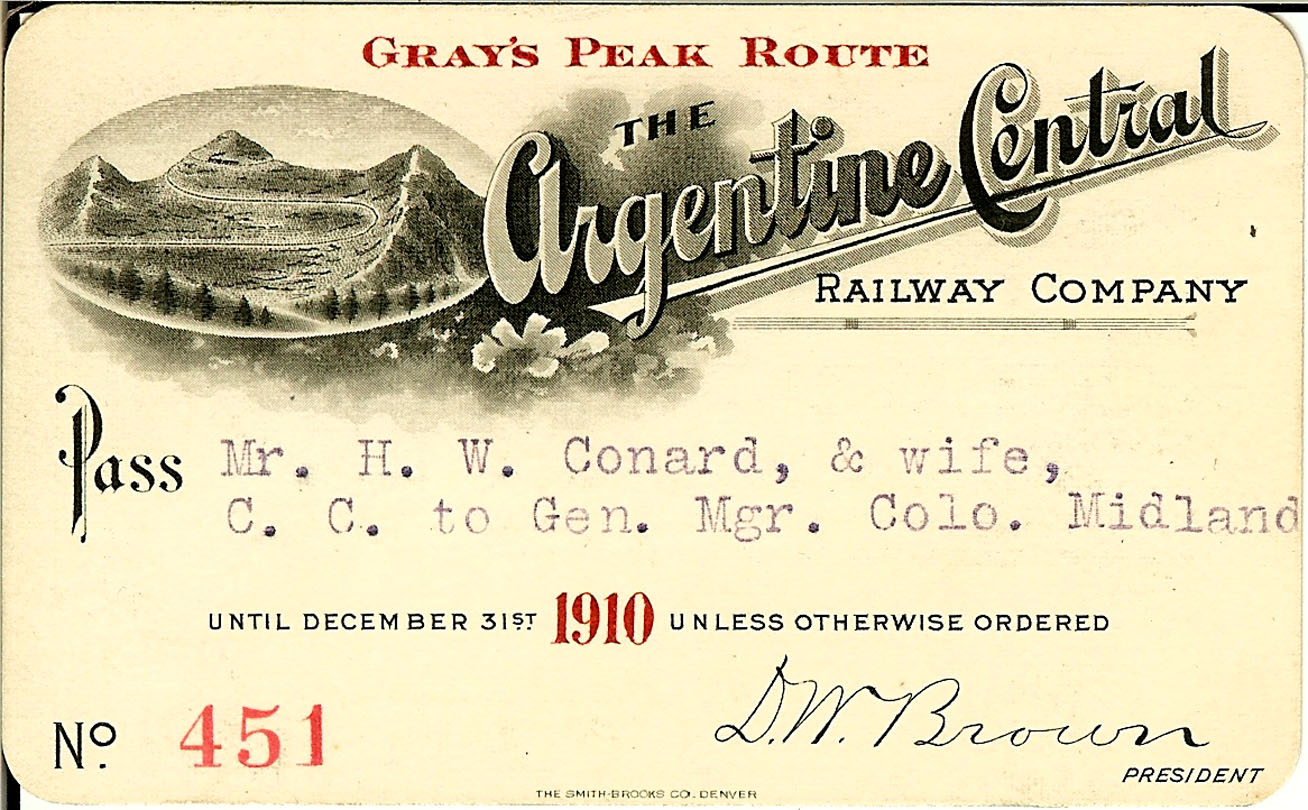 GRAY'S PEAK ROUTE
THE
Argentine Central
RAILWAY COMPANY
Pass Mr. H. W. Conard, & wife,
C. C. to Gen. Mgr. Colo. Midland
UNTIL DECEMBER 31ST 1910 UNLESS OTHERWISE ORDERED
No. 451
D.W. Brown
PRESIDENT
THE SMITH-BROOKS CO. DENVER